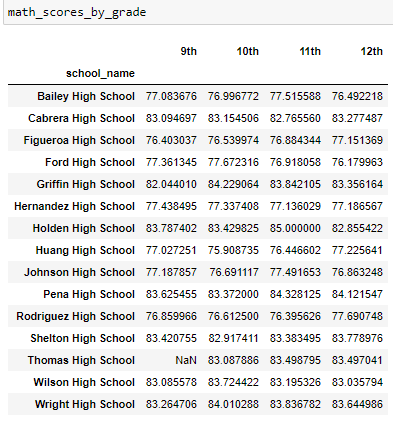 math_scores_by_grade
9th 10th 11th 12th
school_name
Bailey High School 77.083676 76.996772 77.515588 76.492218
Cabrera High School 83.094697 83.154506 82.765560 83.277487
Figueroa High School 76.403037 76.539974 76.884344 77.151369
Ford High School 77.361345 77.672316 76.918058 76.179963
Griffin High School 82.044010 84.229064 83.842105 83.356164
Hernandez High School 77.438495 77.337408 77.136029 77.186567
Holden High School 83.787402 83.429825 85.000000 82.855422
Huang High School 77.027251 75.908735 76.446602 77.225641
Johnson High School 77.187857 76.691117 77.491653 76.863248
Pena High School 83.625455 83.372000 84.328125 84.121547
Rodriguez High School 76.859966 76.612500 76.395626 77.690748
Shelton High School 83.420755 82.917411 83.383495 83.778976
Thomas High School NaN 83.087886 83.498795 83.497041
Wilson High School 83.085578 83.724422 83.195326 83.035794
Wright High School 83.264706 84.010288 83.836782 83.644986